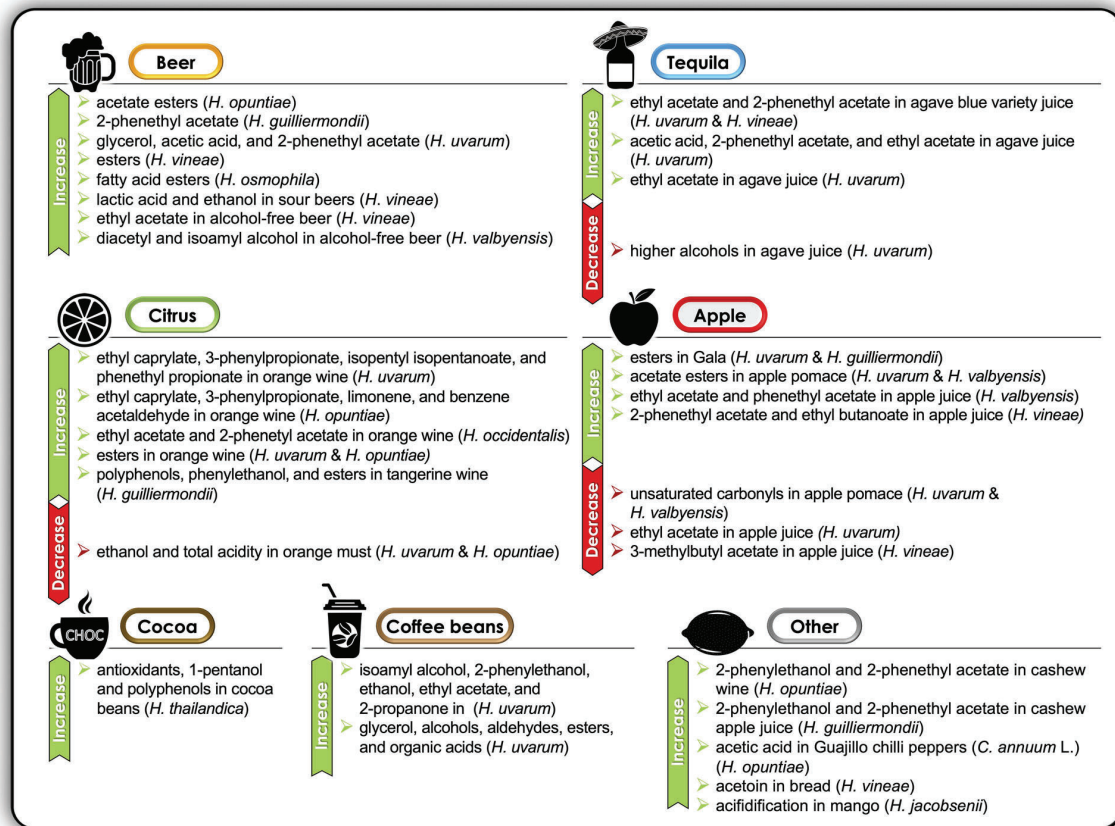 Beer
Increase
acetate esters (H. opuntiae)
2-phenethyl acetate (H. guilliermondii)
glycerol, acetic acid, and 2-phenethyl acetate (H. uvarum)
esters (H. vineae)
fatty acid esters (H. osmophila)
lactic acid and ethanol in sour beers (H. vineae)
ethyl acetate in alcohol-free beer (H. vineae)
diacetyl and isoamyl alcohol in alcohol-free beer (H. valbyensis)
Tequila
Increase
ethyl acetate and 2-phenethyl acetate in agave blue variety juice
(H. uvarum & H. vineae)
acetic acid, 2-phenethyl acetate, and ethyl acetate in agave juice
(H. uvarum)
ethyl acetate in agave juice (H. uvarum)
Decrease
higher alcohols in agave juice (H. uvarum)
Citrus
Increase
ethyl caprylate, 3-phenylpropionate, isopentyl isopentanoate, and
phenethyl propionate in orange wine (H. uvarum)
ethyl caprylate, 3-phenylpropionate, limonene, and benzene
acetaldehyde in orange wine (H. opuntiae)
ethyl acetate and 2-phenetyl acetate in orange wine (H. occidentalis)
esters in orange wine (H. uvarum & H. opuntiae)
polyphenols, phenylethanol, and esters in tangerine wine
(H. guilliermondii)
Decrease
ethanol and total acidity in orange must (H. uvarum & H. opuntiae)
Apple
Increase
esters in Gala (H. uvarum & H. guilliermondii)
acetate esters in apple pomace (H. uvarum & H. valbyensis)
ethyl acetate and phenethyl acetate in apple juice (H. valbyensis)
2-phenethyl acetate and ethyl butanoate in apple juice (H. vineae)
Decrease
unsaturated carbonyls in apple pomace (H. uvarum &
H. valbyensis)
ethyl acetate in apple juice (H. uvarum)
3-methylbutyl acetate in apple juice (H. vineae)
CHOC
Cocoa
Increase
antioxidants, 1-pentanol
and polyphenols in cocoa
beans (H. thailandica)
Coffee beans
Increase
isoamyl alcohol, 2-phenylethanol,
ethanol, ethyl acetate, and
2-propanone in (H. uvarum)
glycerol, alcohols, aldehydes, esters,
and organic acids (H. uvarum)
Other
Increase
2-phenylethanol and 2-phenethyl acetate in cashew
wine (H. opuntiae)
2-phenylethanol and 2-phenethyl acetate in cashew
apple juice (H. guilliermondii)
acetic acid in Guajillo chilli peppers (C. annuum L.)
(H. opuntiae)
acetoin in bread (H. vineae)
acifidification in mango (H. jacobsenii)